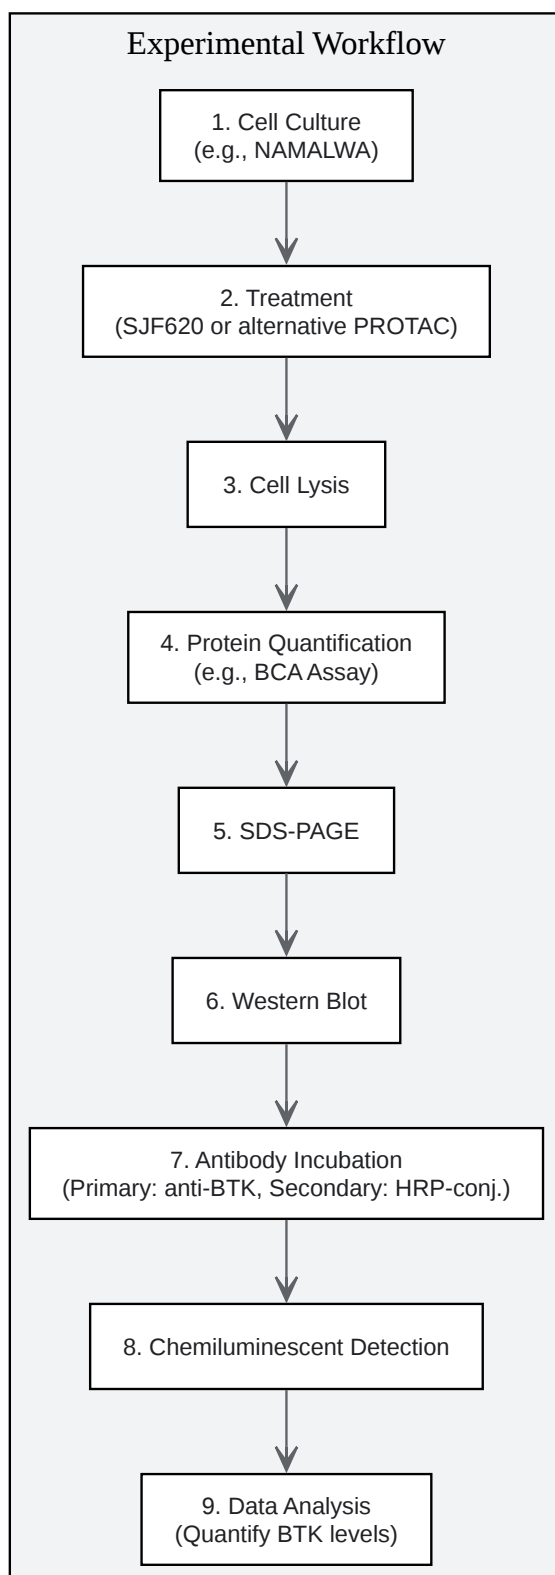 Experimental Workflow
1. Cell Culture
(e.g., NAMALWA)
2. Treatment
(SJF620 or alternative PROTAC)
3. Cell Lysis
4. Protein Quantification
(e.g., BCA Assay)
5. SDS-PAGE
6. Western Blot
7. Antibody Incubation
(Primary: anti-BTK, Secondary: HRP-conj.)
8. Chemiluminescent Detection
9. Data Analysis
(Quantify BTK levels)